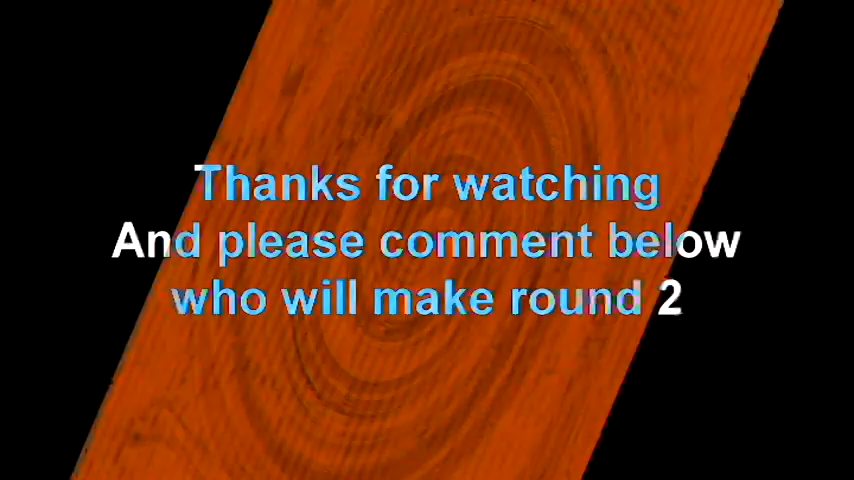 Thanks for watching
And please comment below
who will make round 2